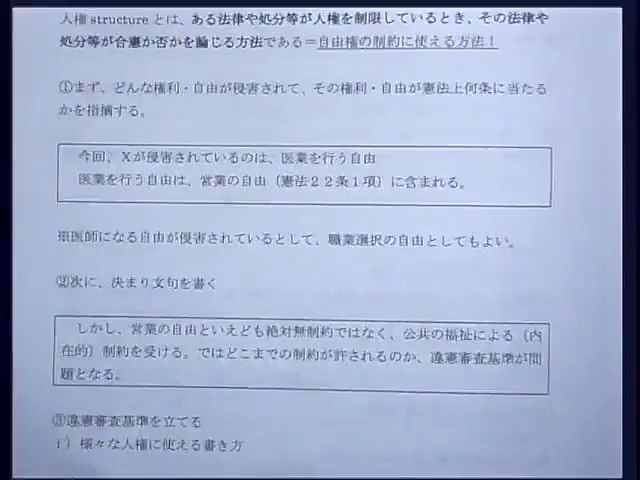 人権 structure とは、ある法律や処分等が人権を制限しているとき、その法律や
処分等が合憲か否かを論じる方法である＝自由権の制約に使える方法！
①まず、どんな権利・自由が侵害されて、その権利・自由が憲法上何条に当たる
かを指摘する。
今回、Ｘが侵害されているのは、医業を行う自由
医業を行う自由は、営業の自由（憲法２２条１項）に含まれる。
※医師になる自由が侵害されているとして、職業選択の自由としてもよい。
②次に、決まり文句を書く
しかし、営業の自由といえども絶対無制約ではなく、公共の福祉による（内
在的）制約を受ける。ではどこまでの制約が許されるのか、違憲審査基準が問
題となる。
③違憲審査基準を立てる
ｉ）様々な人権に使える書き方